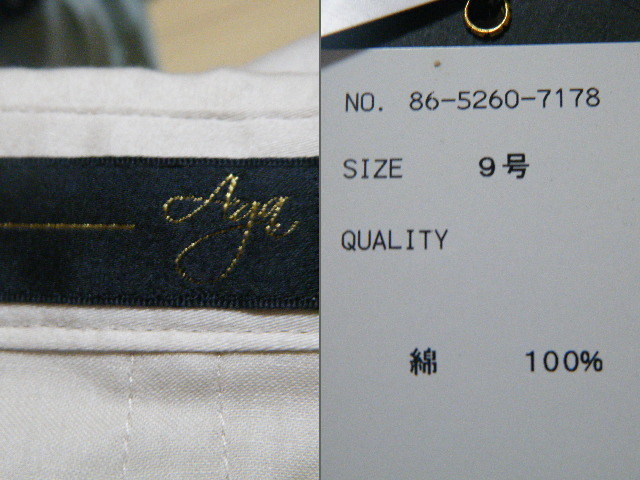 Aya
NO. 86-5260-7178
SIZE 9号
QUALITY
綿 100%